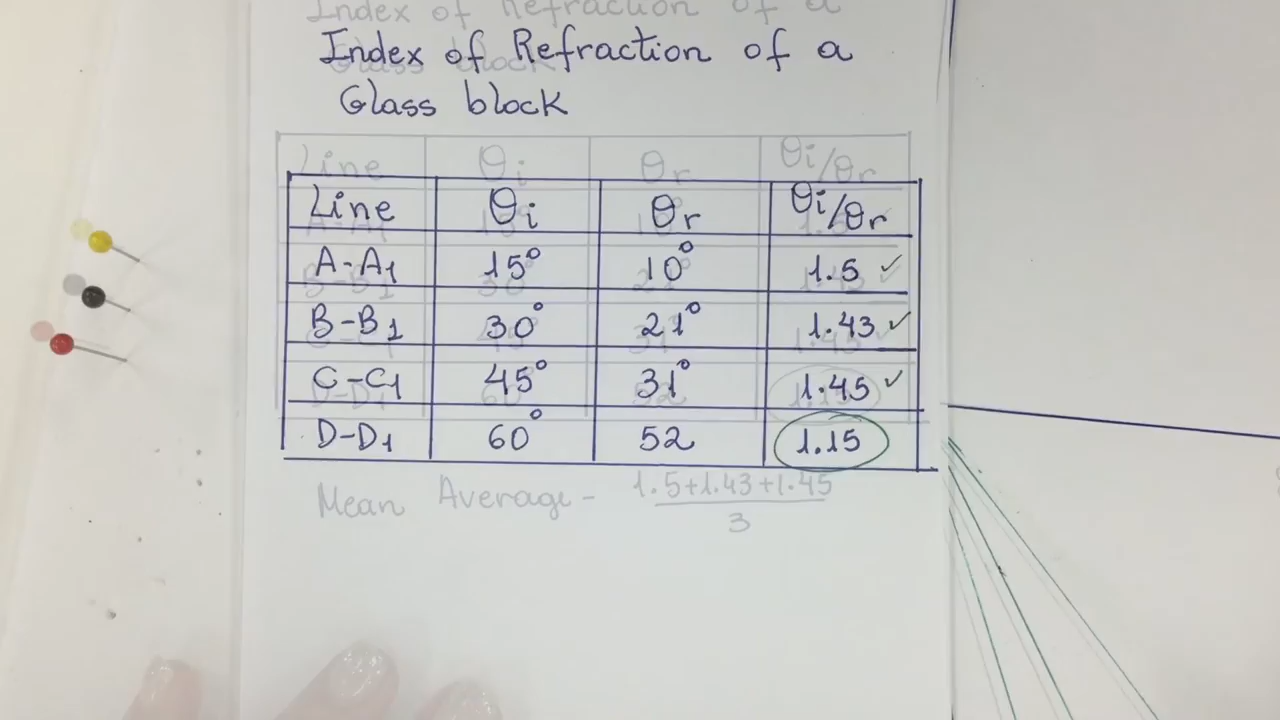 Index of Refraction of a
Glass block
Line θi θr θi/θr
A-A1 15° 10° 1.5 ✓
B-B1 30° 21° 1.43 ✓
C-C1 45° 31° 1.45 ✓
D-D1 60° 52 1.15
Mean Average - 1.5+1.43+1.45
3